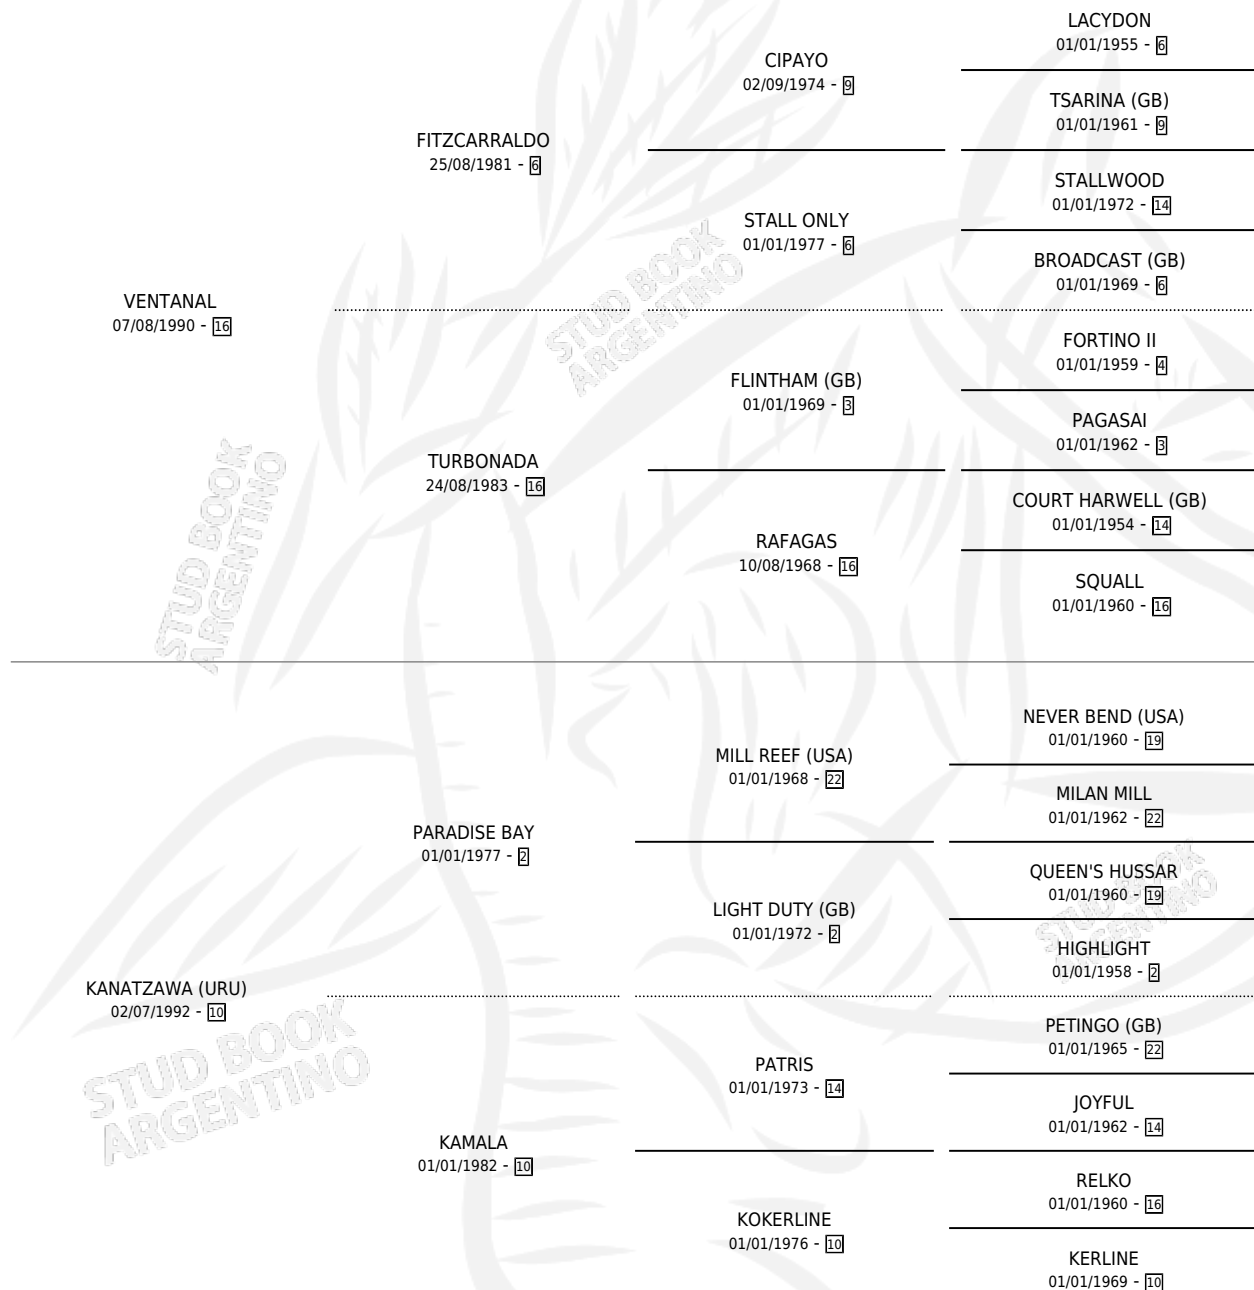 LACYDON
01/01/1955 - 6
CIPAYO
02/09/1974 - 9
TSARINA (GB)
01/01/1961 - 9
FITZCARRALDO
25/08/1981 - 6
STALLWOOD
01/01/1972 - 14
STALL ONLY
01/01/1977 - 6
BROADCAST (GB)
01/01/1969 - 6
VENTANAL
07/08/1990 - 16
FORTINO II
01/01/1959 - 4
FLINTHAM (GB)
01/01/1969 - 3
PAGASAI
01/01/1962 - 3
TURBONADA
24/08/1983 - 16
COURT HARWELL (GB)
01/01/1954 - 14
RAFAGAS
10/08/1968 - 16
SQUALL
01/01/1960 - 16
NEVER BEND (USA)
01/01/1960 - 19
MILL REEF (USA)
01/01/1968 - 22
MILAN MILL
01/01/1962 - 22
PARADISE BAY
01/01/1977 - 2
QUEEN'S HUSSAR
01/01/1960 - 19
LIGHT DUTY (GB)
01/01/1972 - 2
HIGHLIGHT
01/01/1958 - 2
KANATZAWA (URU)
02/07/1992 - 10
PETINGO (GB)
01/01/1965 - 22
PATRIS
01/01/1973 - 14
JOYFUL
01/01/1962 - 14
KAMALA
01/01/1982 - 10
RELKO
01/01/1960 - 16
KOKERLINE
01/01/1976 - 10
KERLINE
01/01/1969 - 10
STUD BOOK
ARGENTINO
STUD BOOK
ARGENTINO
STUD BOOK
ARGENTINO
STUD BOOK
ARGENTINO